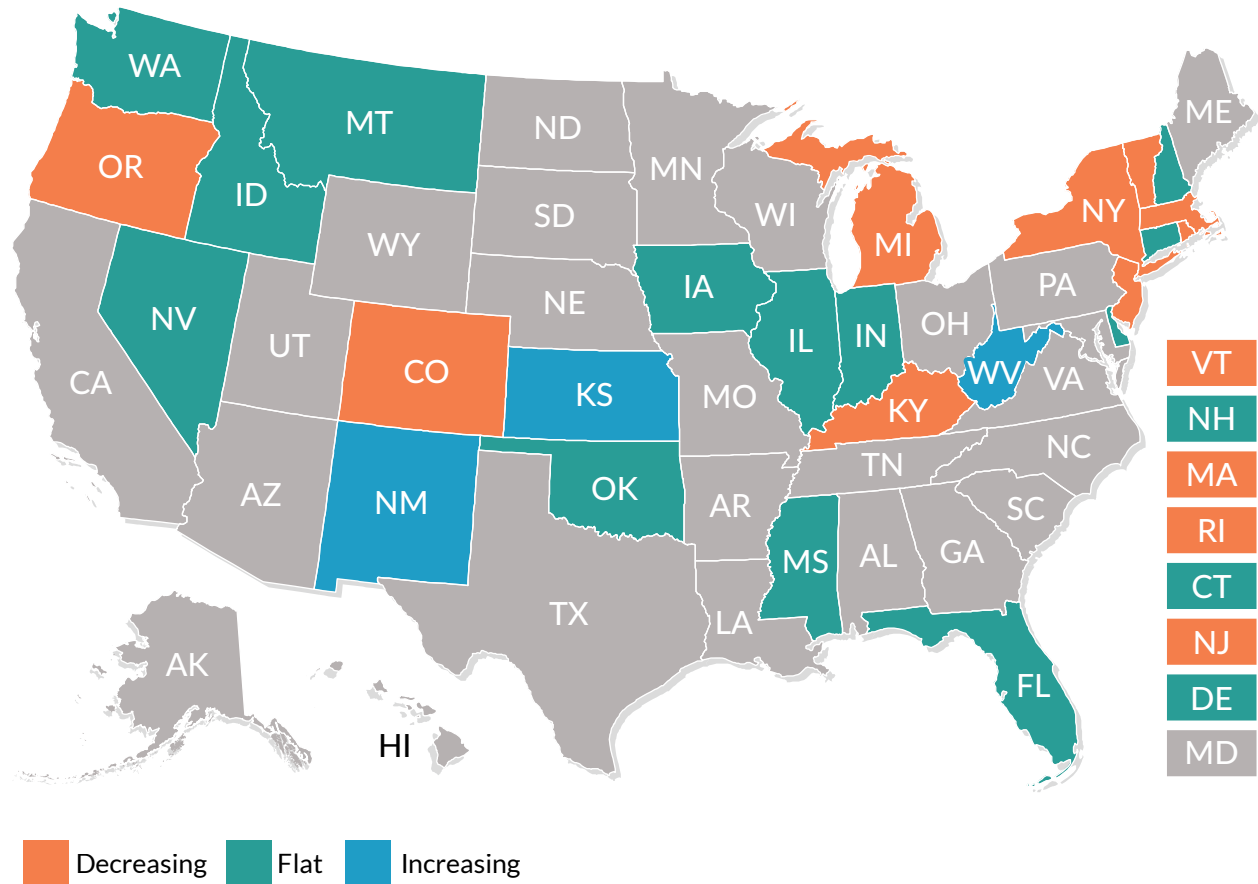 WA
MT
ND
ME
MN
OR
ID
SD
WI
NY
WY
MI
IA
NE
PA
NV
IL
IN
OH
UT
VT
CO
WV
VA
CA
KS
MO
KY
NH
NC
TN
MA
AZ
NM
OK
AR
SC
RI
MS
AL
GA
CT
TX
LA
NJ
AK
FL
DE
HI
MD
Decreasing Flat Increasing